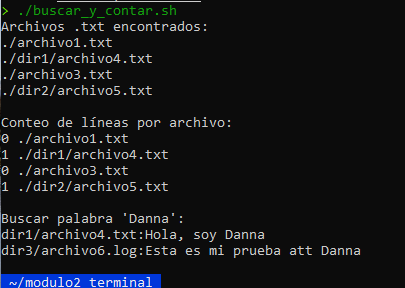 > ./buscar_y_contar.sh
Archivos .txt encontrados:
./archivo1.txt
./dir1/archivo4.txt
./archivo3.txt
./dir2/archivo5.txt
Conteo de líneas por archivo:
0 ./archivo1.txt
1 ./dir1/archivo4.txt
0 ./archivo3.txt
1 ./dir2/archivo5.txt
Buscar palabra 'Danna':
dir1/archivo4.txt:Hola, soy Danna
dir3/archivo6.log:Esta es mi prueba att Danna
~/modulo2 terminal